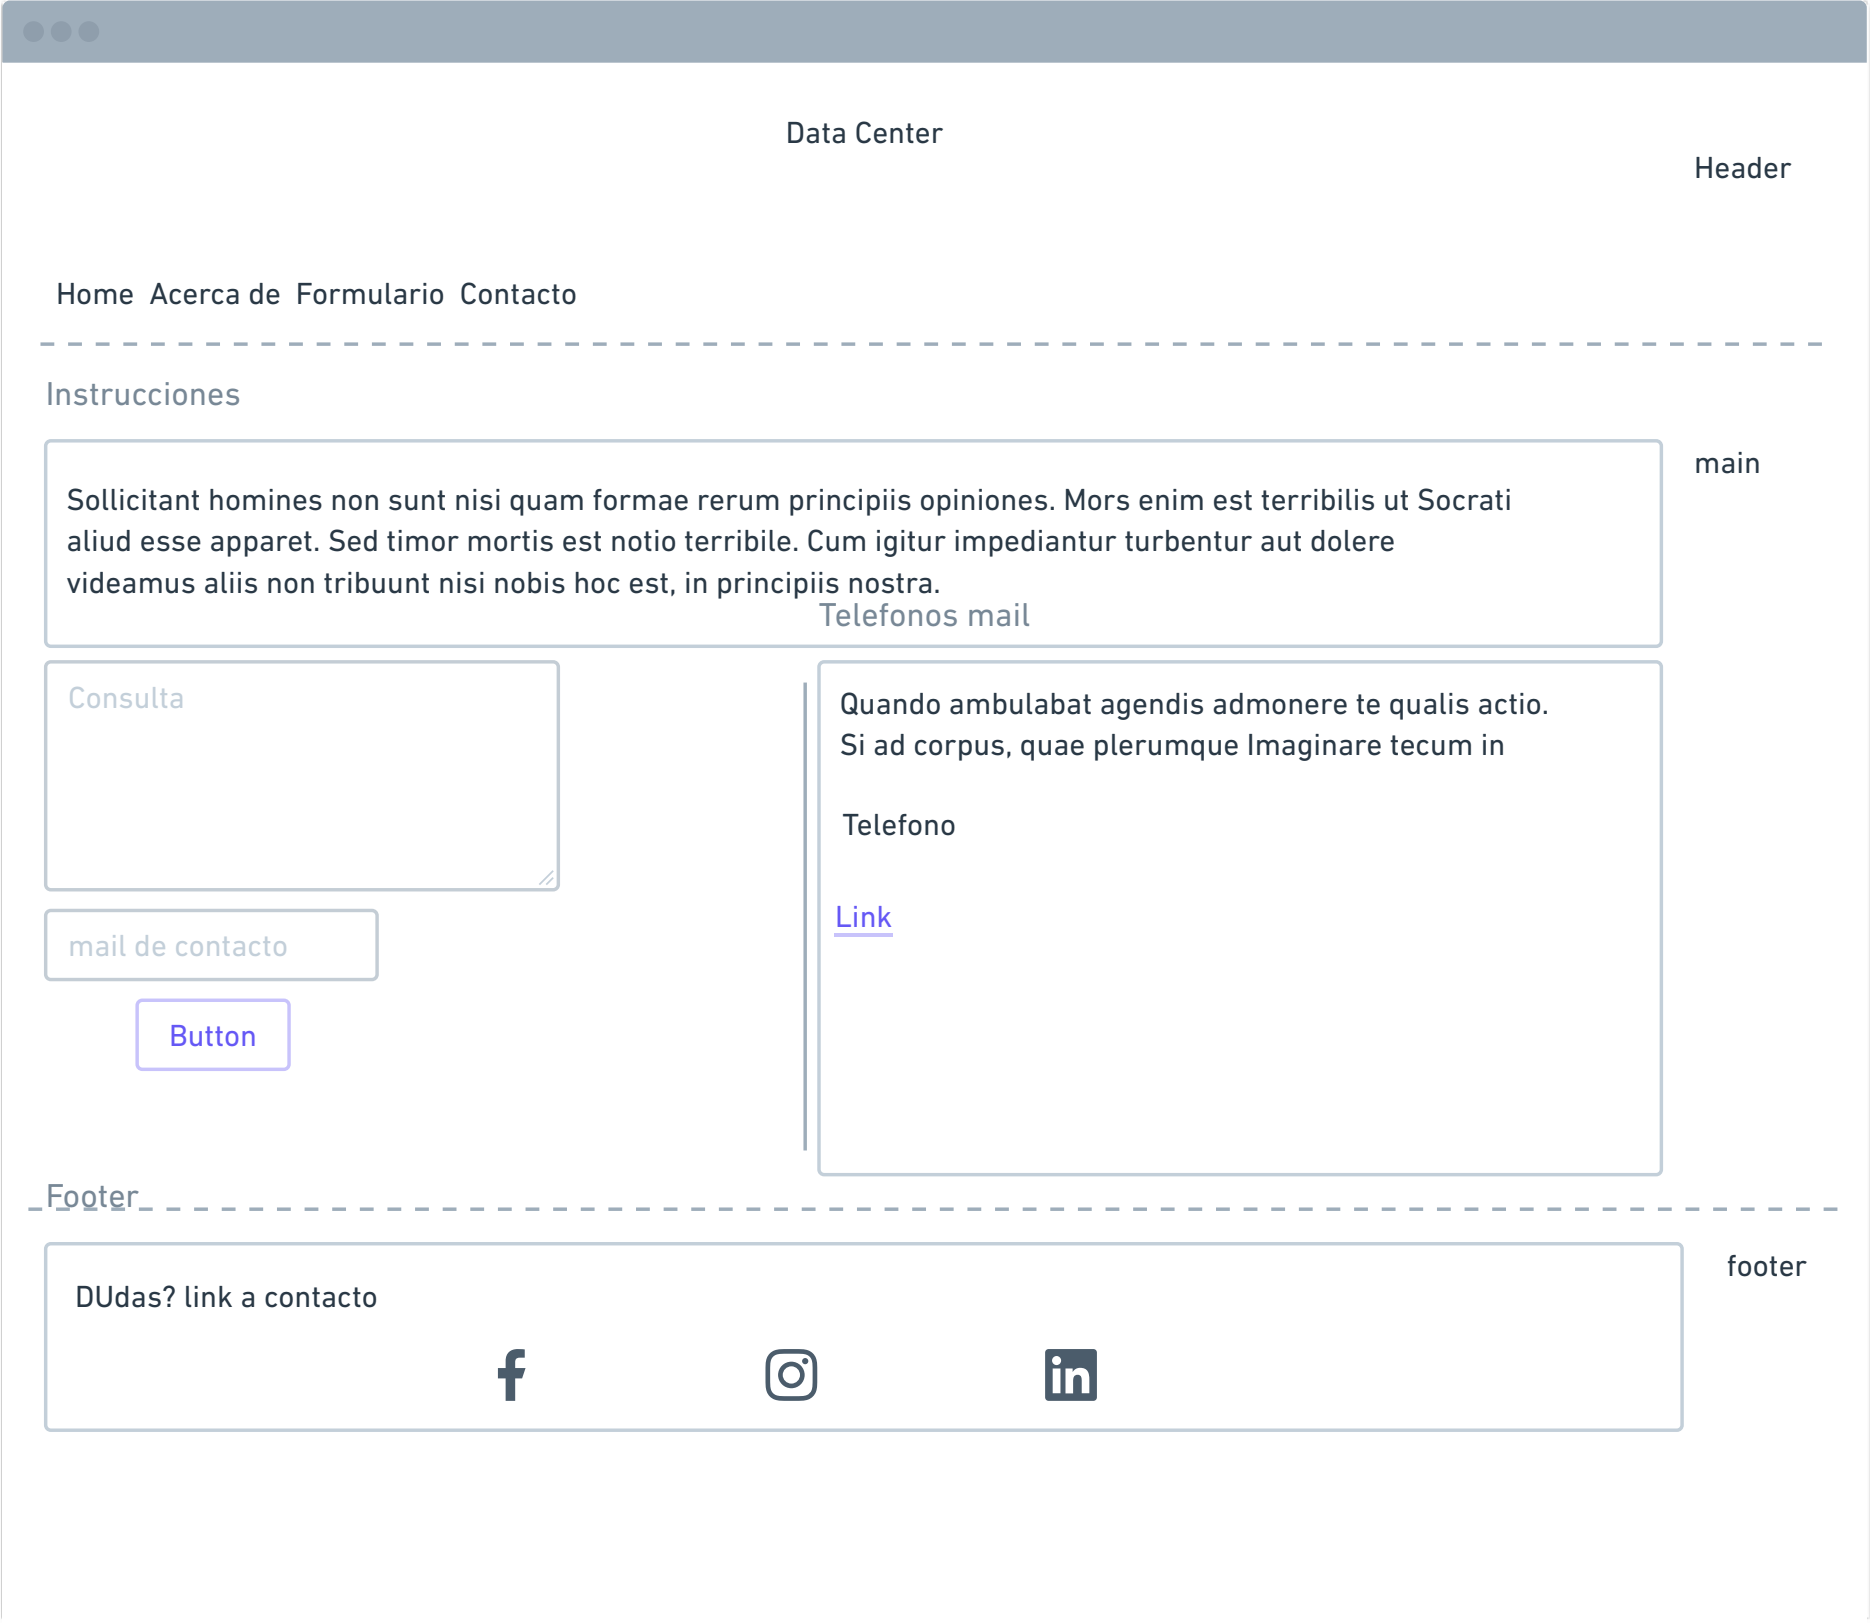 Data Center
Header
Home Acerca de Formulario Contacto
Instrucciones
main
Sollicitant homines non sunt nisi quam formae rerum principiis opiniones. Mors enim est terribilis ut Socrati
aliud esse apparet. Sed timor mortis est notio terribile. Cum igitur impediantur turbentur aut dolere
videamus aliis non tribuunt nisi nobis hoc est, in principiis nostra.
Telefonos mail
Consulta
mail de contacto
Button
Quando ambulabat agendis admonere te qualis actio.
Si ad corpus, quae plerumque Imaginare tecum in
Telefono
Link
Footer
footer
DUdas? link a contacto
f
in